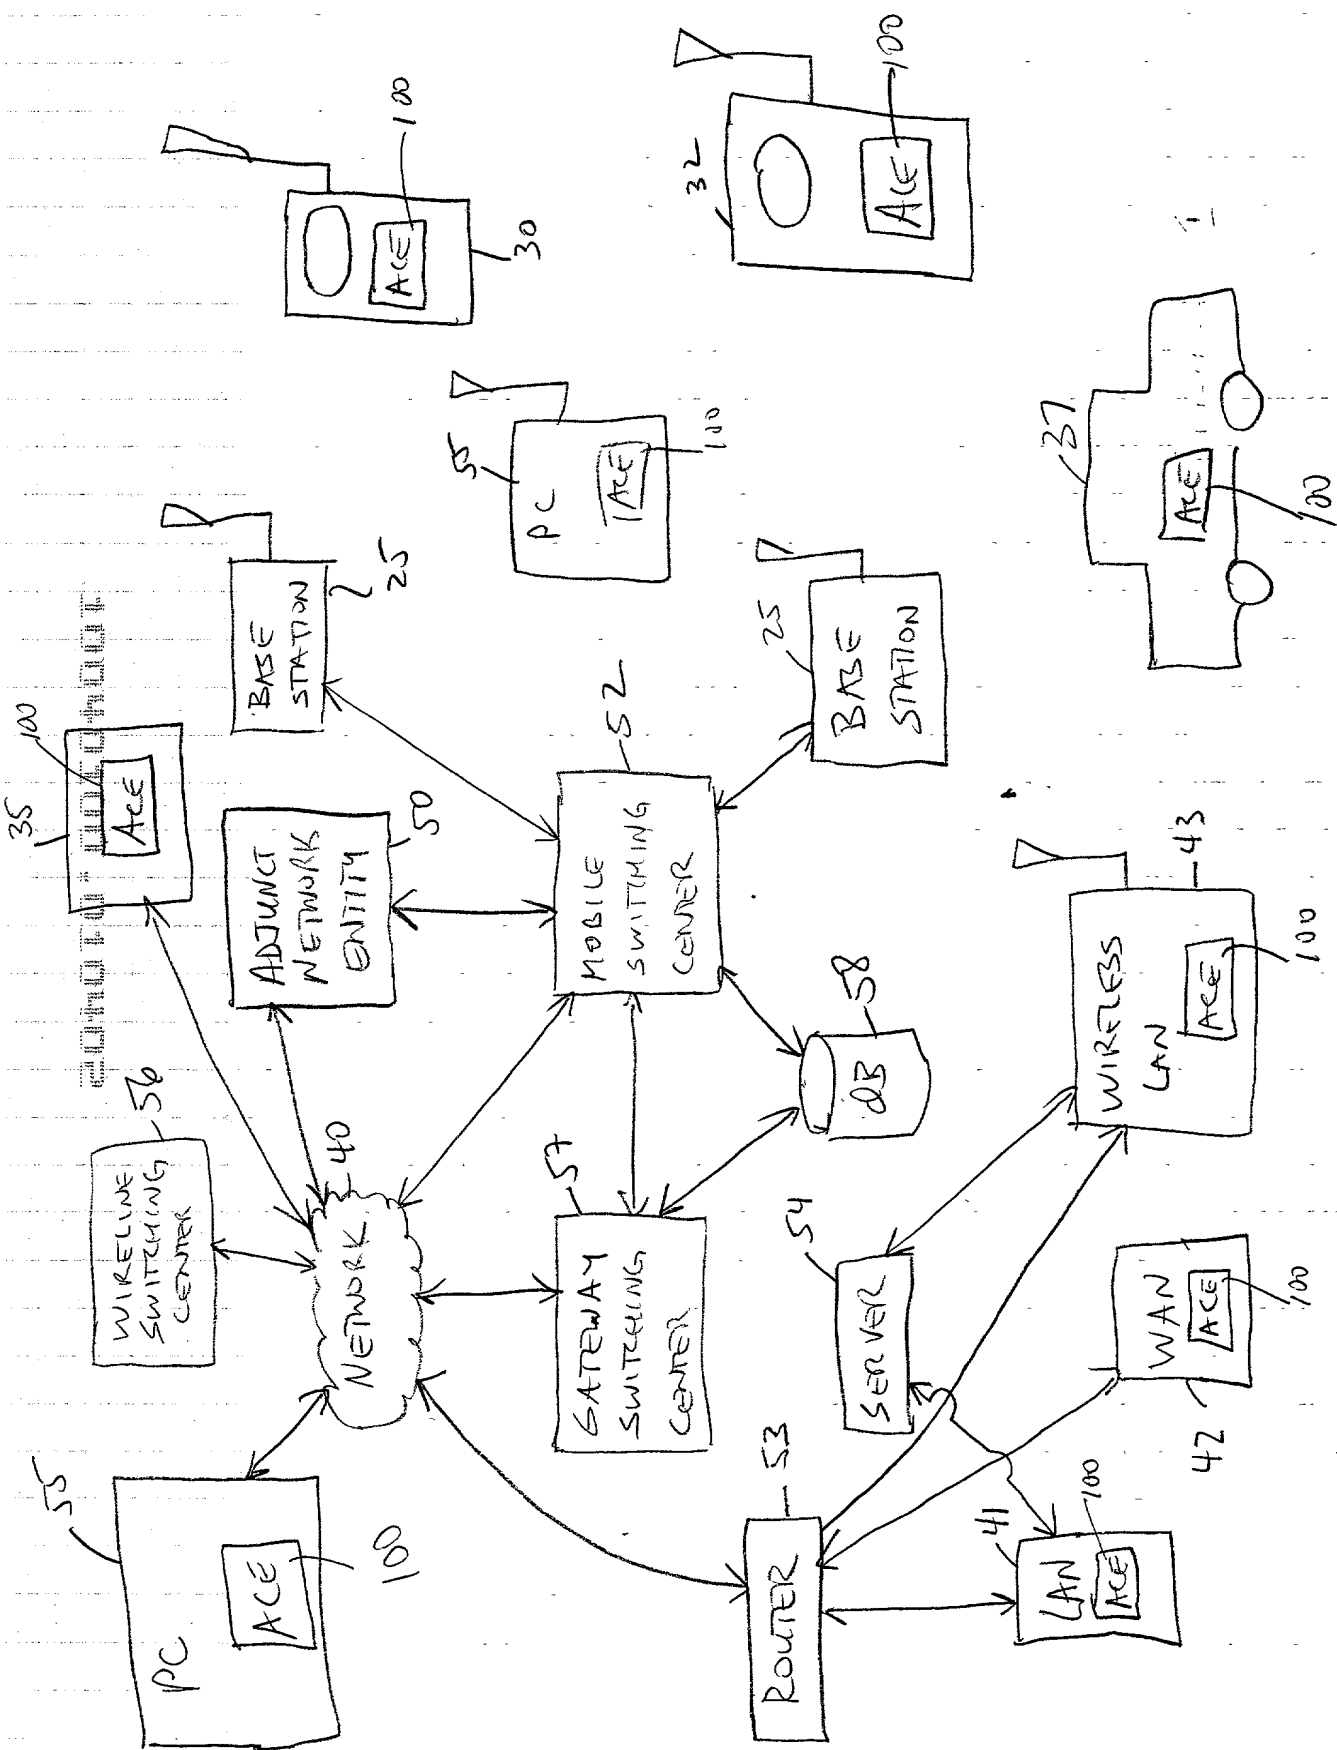 PC
ACE
55
100
WIRELINE
SWITCHING
CENTER
56
35
ACE
100
NETWORK
40
ADJUNCT
NETWORK
ENTITY
50
BASE
STATION
25
ACE
100
30
GATEWAY
SWITCHING
CENTER
57
MOBILE
SWITCHING
CENTER
52
PC
ACE
55
100
ROUTER
53
SERVER
54
dB
58
BASE
STATION
25
32
ACE
100
LAN
ACE
41
100
WAN
ACE
42
100
WIRELESS
LAN
ACE
43
100
37
ACE
100